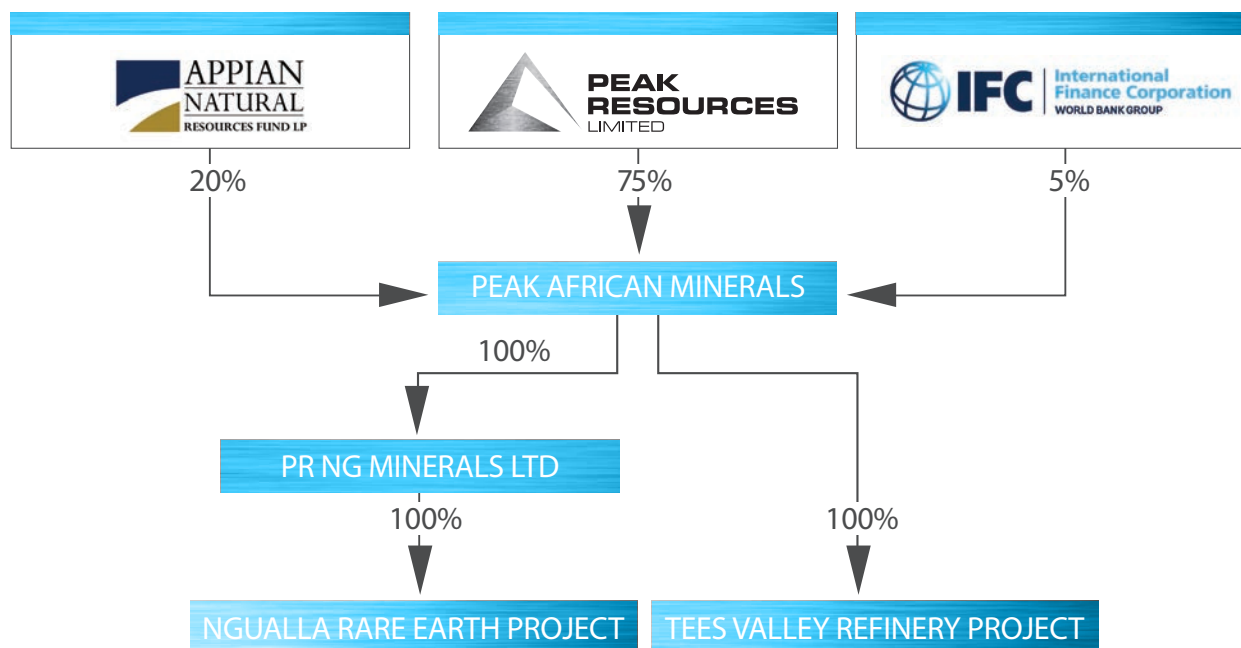 APPIAN
NATURAL
RESOURCES FUND LP
PEAK
RESOURCES
LIMITED
IFC
International
Finance Corporation
WORLD BANK GROUP
20%
75%
5%
PEAK AFRICAN MINERALS
100%
PR NG MINERALS LTD
100%
100%
NGUALLA RARE EARTH PROJECT
TEES VALLEY REFINERY PROJECT